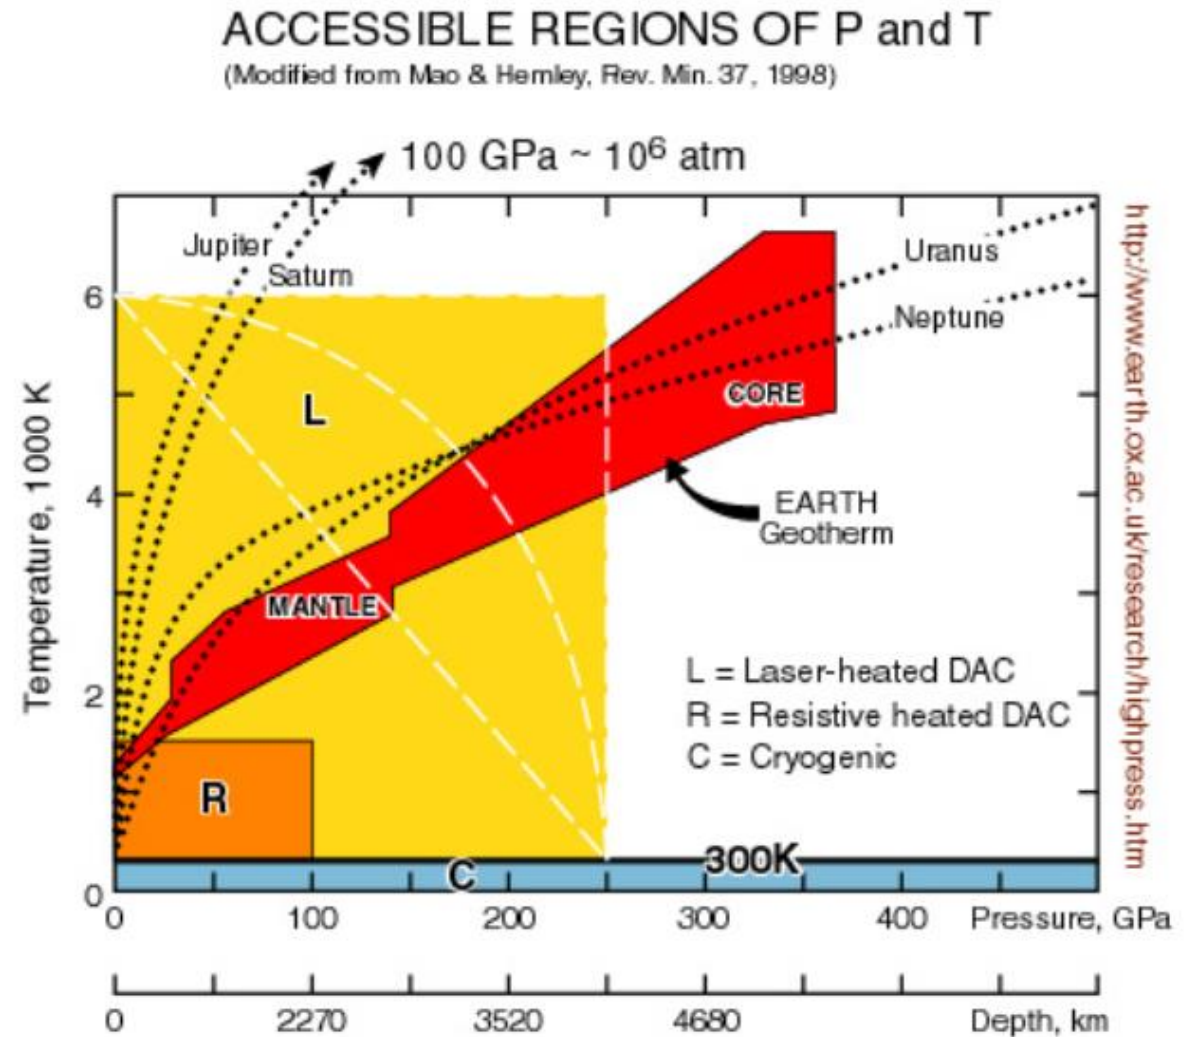 ACCESSIBLE REGIONS OF P and T
(Modified from Mao & Hemley, Rev. Min. 37, 1998)
100 GPa ~ 10⁶ atm
Jupiter
Saturn
Uranus
Neptune
6
L
CORE
4
EARTH
Geotherm
MANTLE
L = Laser-heated DAC
R = Resistive heated DAC
C = Cryogenic
2
R
300K
C
0
Temperature, 1000 K
0 100 200 300 400 Pressure, GPa
0 2270 3520 4680 Depth, km
http://www.earth.ox.ac.uk/research/highpress.htm